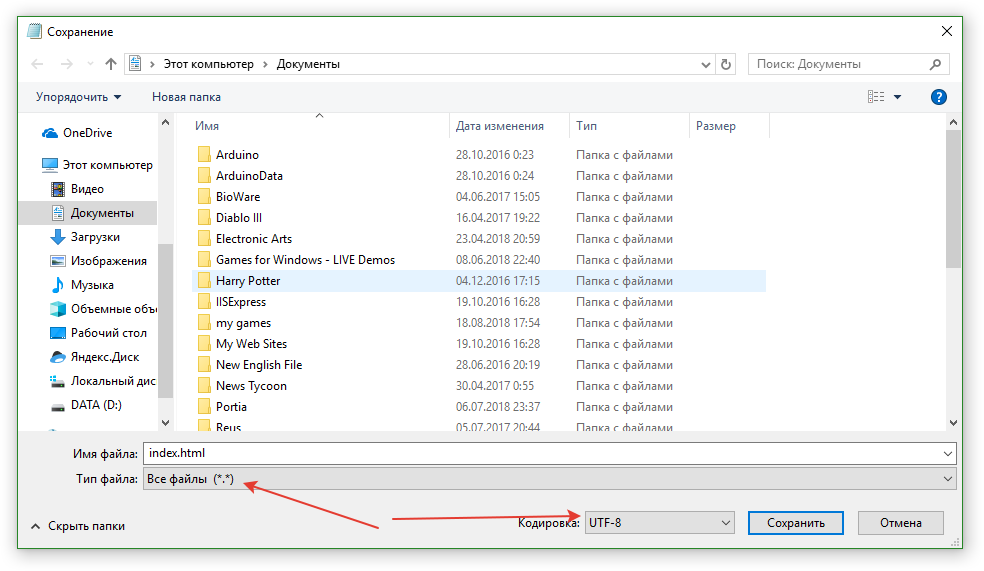 Сохранение
Этот компьютер > Документы
Поиск: Документы
Упорядочить
Новая папка
Имя
Дата изменения
Тип
Размер
OneDrive
Этот компьютер
Видео
Документы
Загрузки
Изображения
Музыка
Объемные объ
Рабочий стол
Яндекс.Диск
Локальный дис
DATA (D:)
Arduino 28.10.2016 0:23 Папка с файлами
ArduinoData 28.10.2016 0:24 Папка с файлами
BioWare 04.06.2017 15:05 Папка с файлами
Diablo III 16.04.2017 19:22 Папка с файлами
Electronic Arts 23.04.2018 20:59 Папка с файлами
Games for Windows - LIVE Demos 08.06.2018 22:40 Папка с файлами
Harry Potter 04.12.2016 17:15 Папка с файлами
IISExpress 19.10.2016 16:28 Папка с файлами
my games 18.08.2018 17:54 Папка с файлами
My Web Sites 19.10.2016 16:28 Папка с файлами
New English File 28.06.2016 20:19 Папка с файлами
News Tycoon 30.04.2017 0:55 Папка с файлами
Portia 06.07.2018 23:37 Папка с файлами
Reus 05.07.2017 20:44 Папка с файлами
Имя файла: index.html
Тип файла: Все файлы (*.*)
Скрыть папки
Кодировка: UTF-8
Сохранить
Отмена